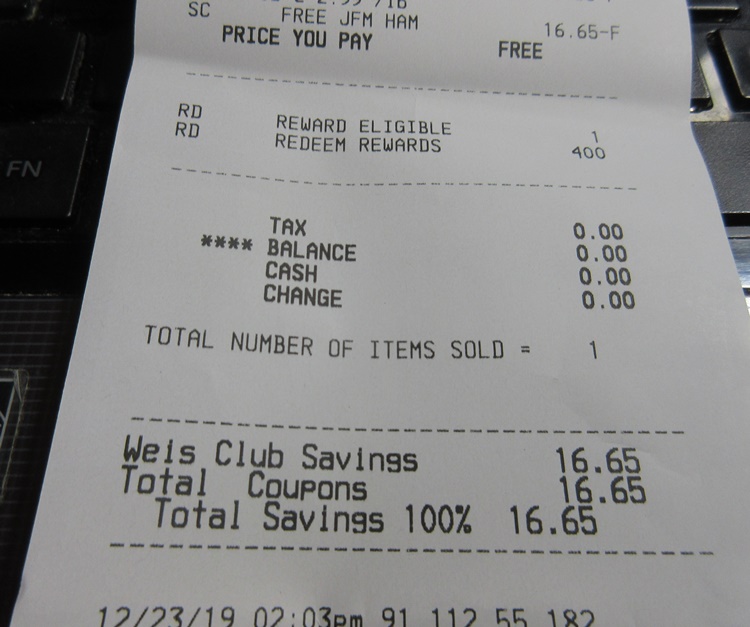 2.99 /lb
SC FREE JFM HAM 16.65-F
PRICE YOU PAY FREE
RD REWARD ELIGIBLE 1
RD REDEEM REWARDS 400
TAX 0.00
**** BALANCE 0.00
CASH 0.00
CHANGE 0.00
TOTAL NUMBER OF ITEMS SOLD = 1
Weis Club Savings 16.65
Total Coupons 16.65
Total Savings 100% 16.65
12/23/19 02:03pm 91 112 55 182
FN